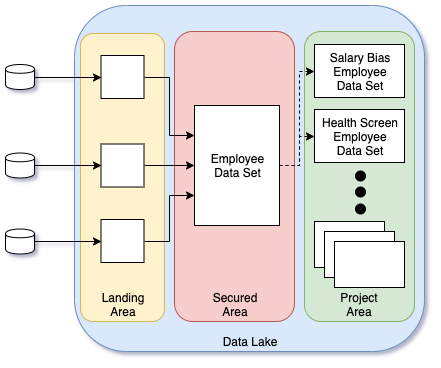 Salary Bias
Employee
Data Set
Health Screen
Employee
Data Set
Employee
Data Set
Landing
Area
Secured
Area
Project
Area
Data Lake